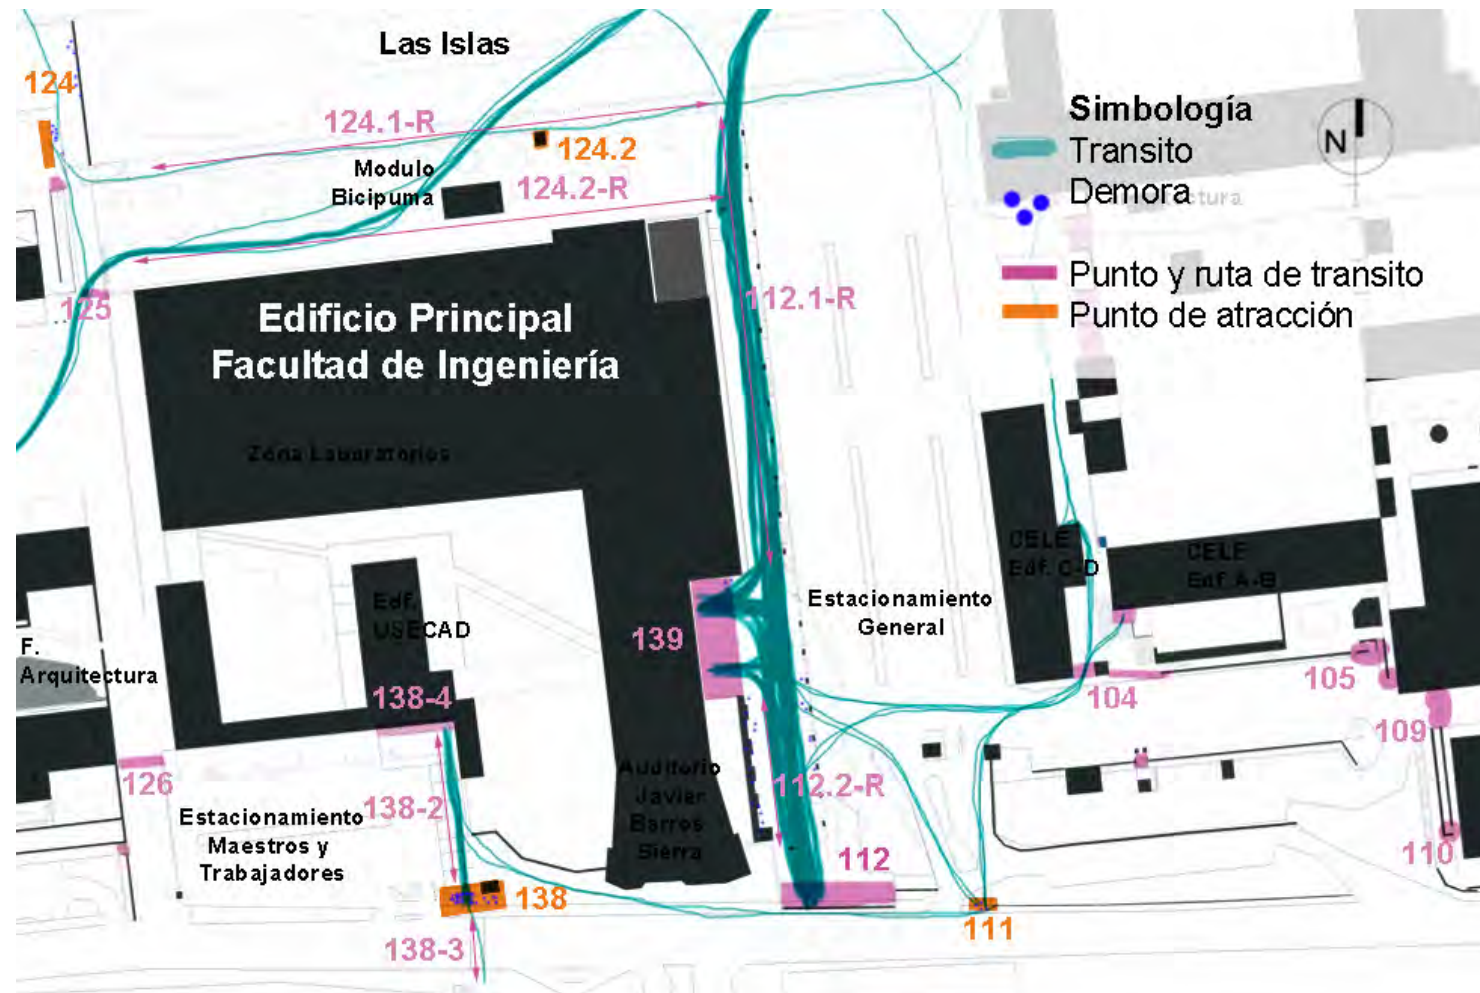 Las Islas
124
124.1-R
124.2
Modulo
Bicipuma
124.2-R
Simbología
Transito
Demora
Punto y ruta de transito
Punto de atracción
N
125
112.1-R
Edificio Principal
Facultad de Ingeniería
Zona Laboratorios
CELE
Edf. C-D
CELE
Edf. A-B
Edf.
USECAD
F.
Arquitectura
139
Estacionamiento
General
138-4
104
105
109
126
138-2
Estacionamiento
Maestros y
Trabajadores
Auditorio
Javier
Barros
Sierra
112.2-R
112
110
138
111
138-3